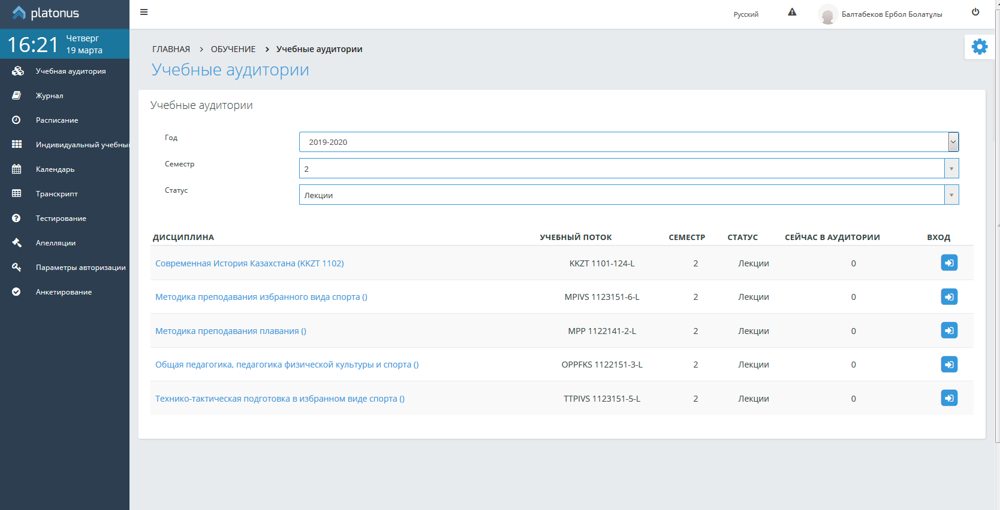 platonus
Русский
Балтабеков Ербол Болатұлы
16:21
Четверг
19 марта
Учебная аудитория
Журнал
Расписание
Индивидуальный учебны
Календарь
Транскрипт
Тестирование
Апелляции
Параметры авторизации
Анкетирование
ГЛАВНАЯ > ОБУЧЕНИЕ > Учебные аудитории
Учебные аудитории
Учебные аудитории
Год 2019-2020
Семестр 2
Статус Лекции
ДИСЦИПЛИНА УЧЕБНЫЙ ПОТОК СЕМЕСТР СТАТУС СЕЙЧАС В АУДИТОРИИ ВХОД
Современная История Казахстана (KKZT 1102) KKZT 1101-124-L 2 Лекции 0
Методика преподавания избранного вида спорта () MPIVS 1123151-6-L 2 Лекции 0
Методика преподавания плавания () MPP 1122141-2-L 2 Лекции 0
Общая педагогика, педагогика физической культуры и спорта () OPPFKS 1122151-3-L 2 Лекции 0
Технико-тактическая подготовка в избранном виде спорта () TTPIVS 1123151-5-L 2 Лекции 0